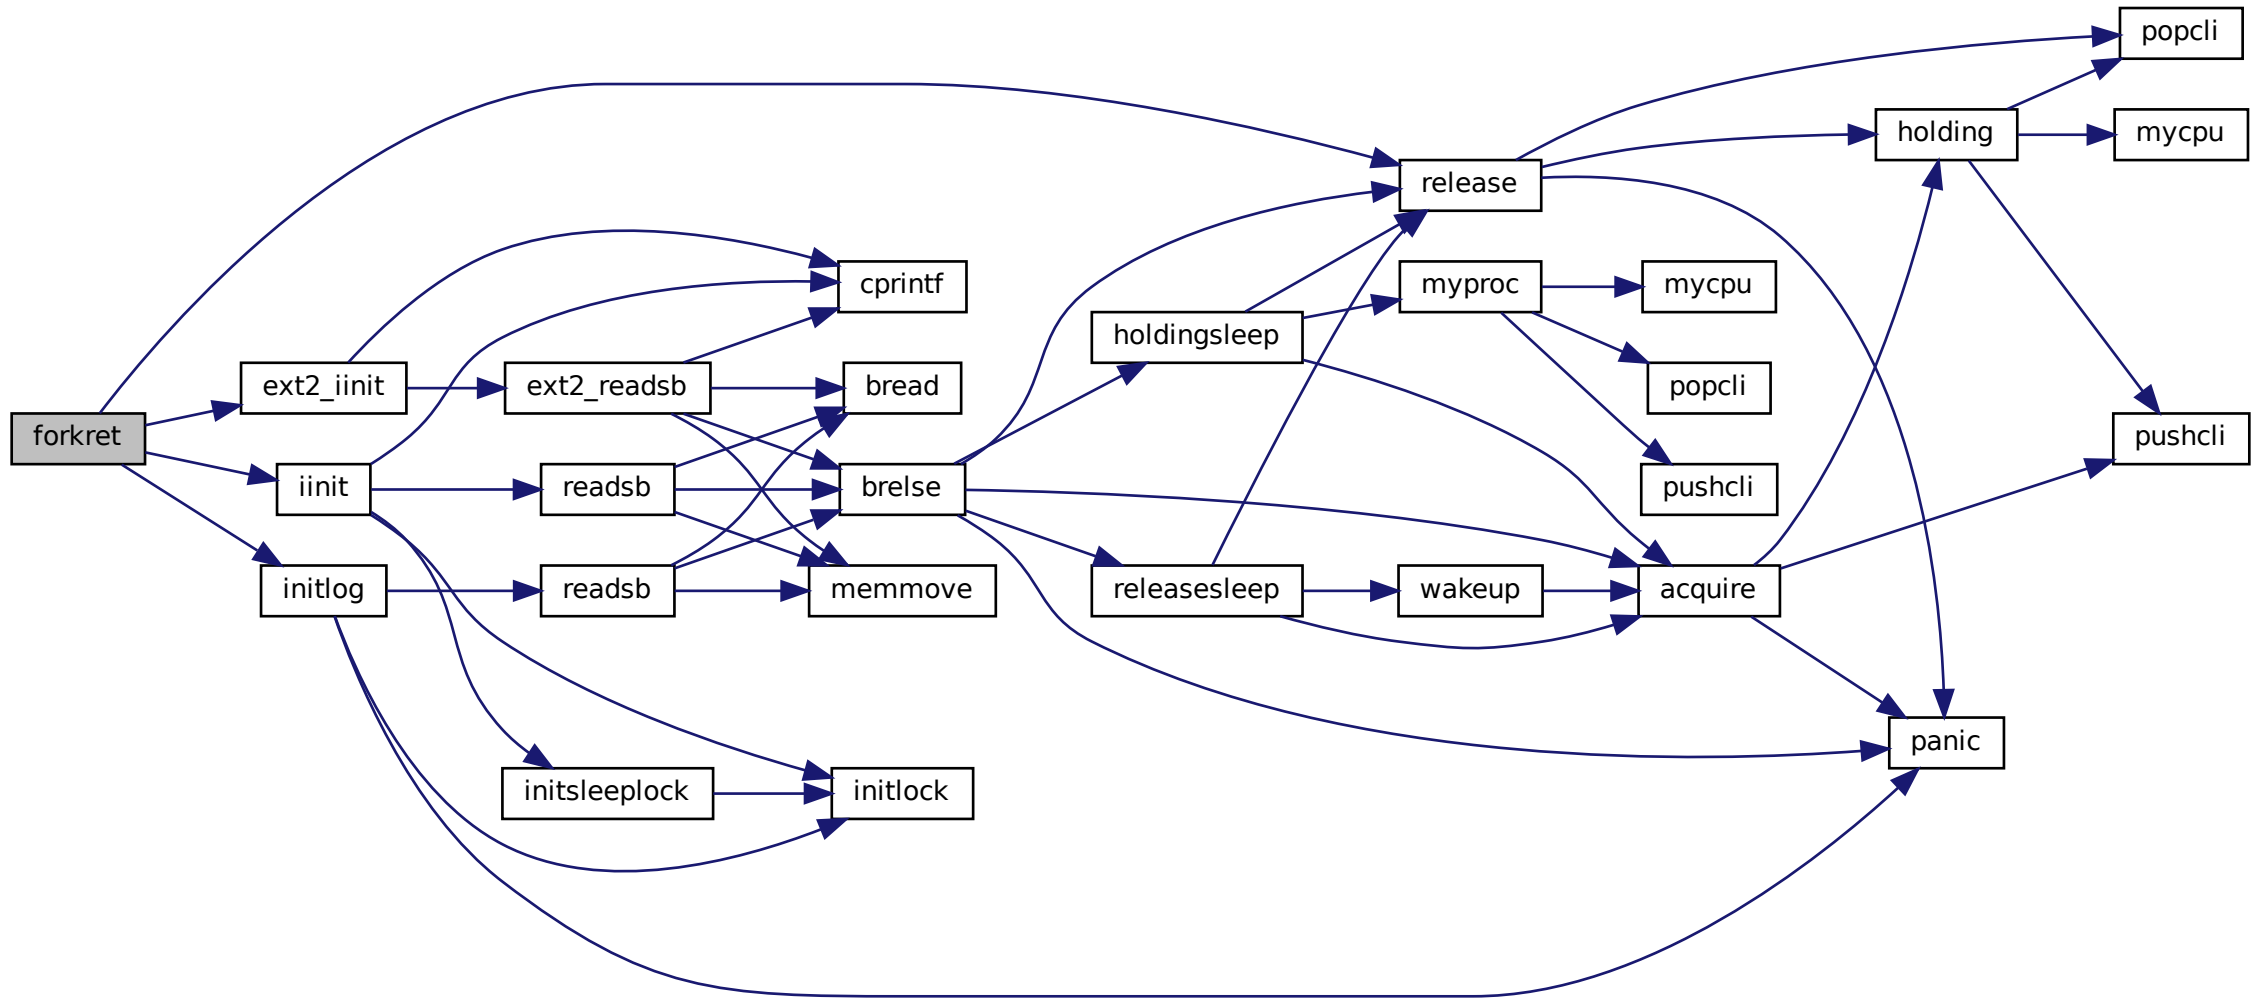 popcli
holding
mycpu
release
cprintf
myproc
mycpu
holdingsleep
ext2_iinit
ext2_readsb
bread
popcli
forkret
pushcli
iinit
readsb
brelse
pushcli
initlog
readsb
memmove
releasesleep
wakeup
acquire
panic
initsleeplock
initlock